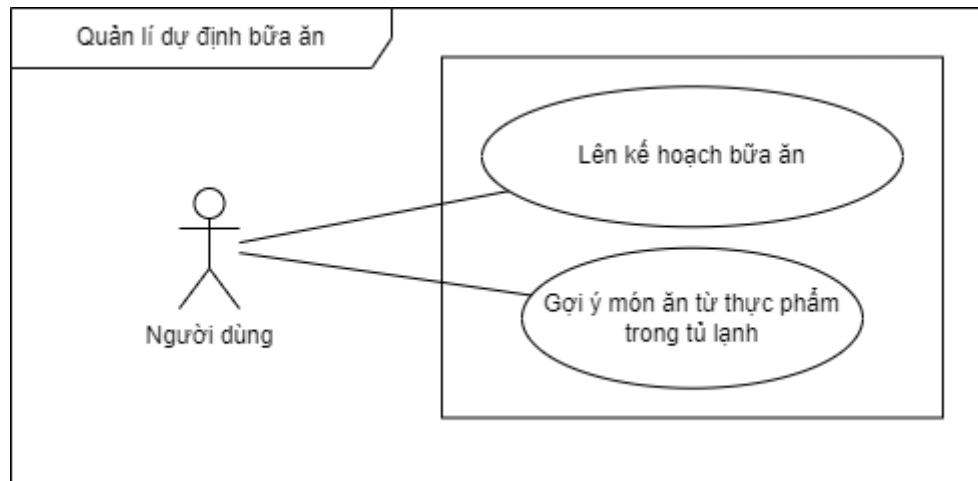 Quản lí dự định bữa ăn
Lên kế hoạch bữa ăn
Gợi ý món ăn từ thực phẩm
trong tủ lạnh
Người dùng